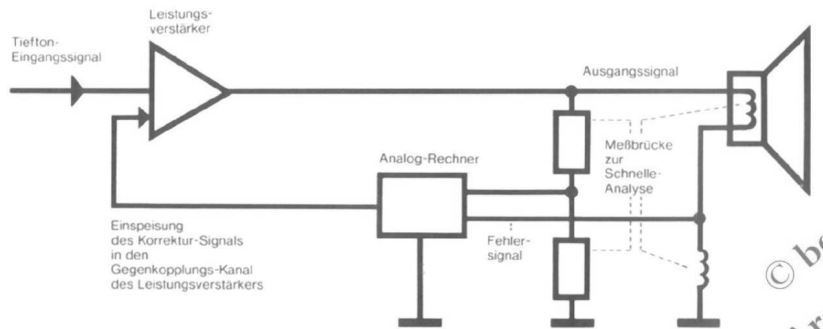 Leistungs-
verstärker
Tiefton-
Eingangssignal
Ausgangssignal
Meßbrücke
zur
Schnelle-
Analyse
Analog-Rechner
Einspeisung
des Korrektur-Signals
in den
Gegenkopplungs-Kanal
des Leistungsverstärkers
Fehler-
signal
©